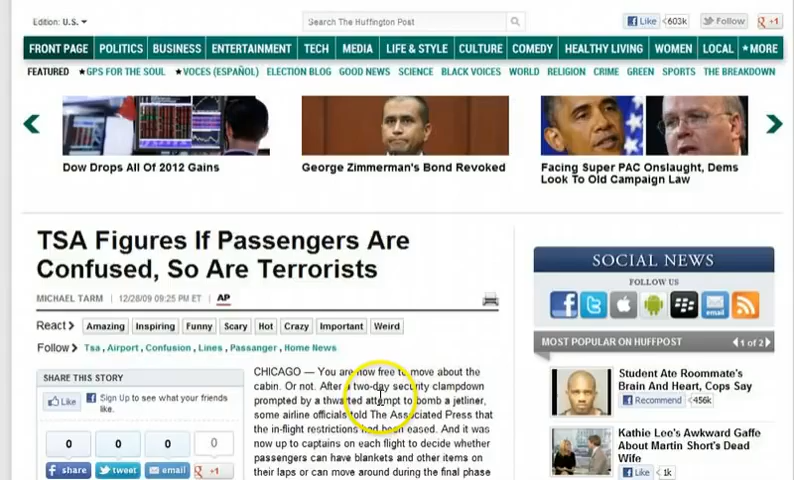 Edition: U.S.
Search The Huffington Post
Like 603k Follow +1
FRONT PAGE POLITICS BUSINESS ENTERTAINMENT TECH MEDIA LIFE & STYLE CULTURE COMEDY HEALTHY LIVING WOMEN LOCAL MORE
FEATURED GPS FOR THE SOUL VOCES (ESPAÑOL) ELECTION BLOG GOOD NEWS SCIENCE BLACK VOICES WORLD RELIGION CRIME GREEN SPORTS THE BREAKDOWN
Dow Drops All Of 2012 Gains
George Zimmerman's Bond Revoked
Facing Super PAC Onslaught, Dems
Look To Old Campaign Law
TSA Figures If Passengers Are
Confused, So Are Terrorists
MICHAEL TARM | 12/28/09 09:25 PM ET | AP
React Amazing Inspiring Funny Scary Hot Crazy Important Weird
Follow Tsa, Airport, Confusion, Lines, Passanger, Home News
SHARE THIS STORY
Like Sign Up to see what your friends
like.
0 0 0 0
share tweet email +1
CHICAGO — You are now free to move about the
cabin. Or not. After a two-day security clampdown
prompted by a thwarted attempt to bomb a jetliner,
some airline officials told The Associated Press that
the in-flight restrictions had been eased. And it was
now up to captains on each flight to decide whether
passengers can have blankets and other items on
their laps or can move around during the final phase
SOCIAL NEWS
FOLLOW US
email
MOST POPULAR ON HUFFPOST 1 of 2
Student Ate Roommate's
Brain And Heart, Cops Say
Recommend 456k
Kathie Lee's Awkward Gaffe
About Martin Short's Dead
Wife
Like 1k